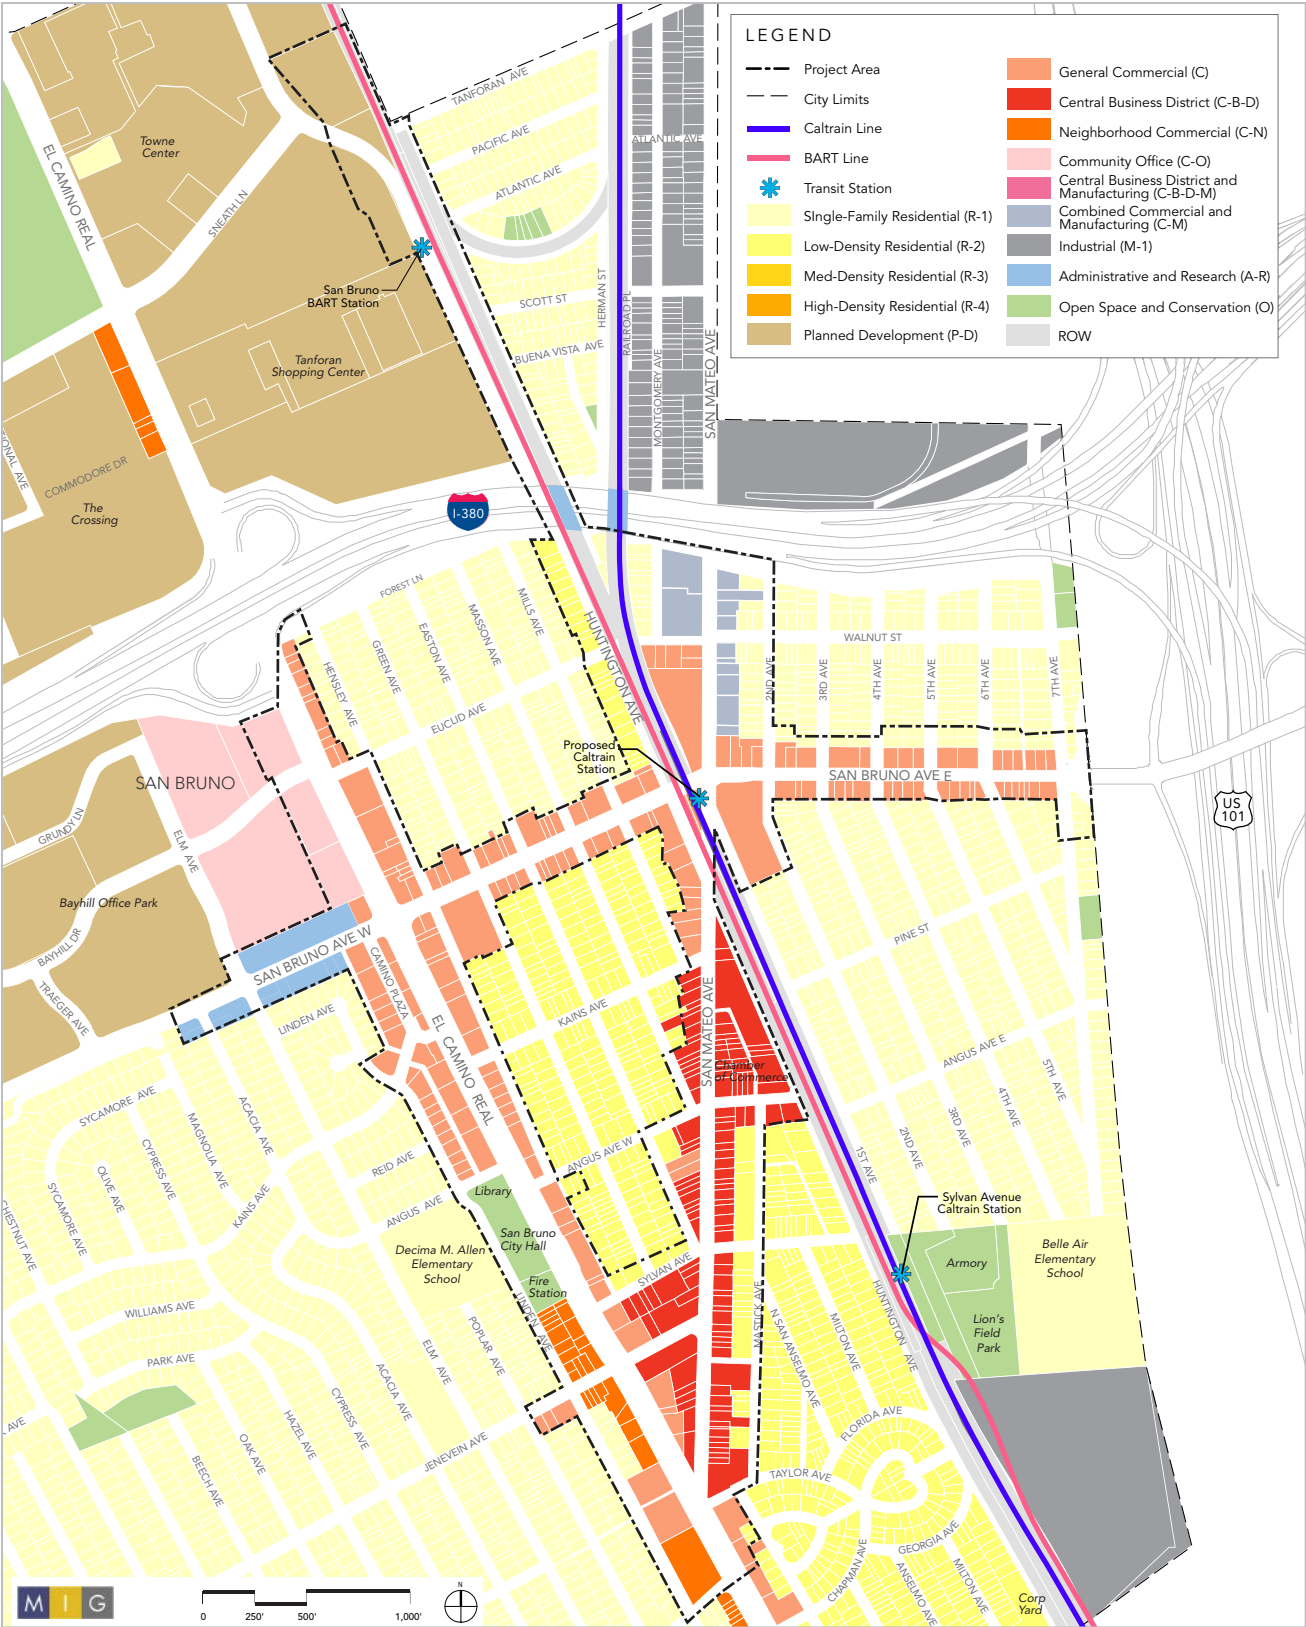 LEGEND
Project Area
City Limits
Caltrain Line
BART Line
Transit Station
SIngle-Family Residential (R-1)
Low-Density Residential (R-2)
Med-Density Residential (R-3)
High-Density Residential (R-4)
Planned Development (P-D)
General Commercial (C)
Central Business District (C-B-D)
Neighborhood Commercial (C-N)
Community Office (C-O)
Central Business District and
Manufacturing (C-B-D-M)
Combined Commercial and
Manufacturing (C-M)
Industrial (M-1)
Administrative and Research (A-R)
Open Space and Conservation (O)
ROW
TANFORAN AVE
PACIFIC AVE
ATLANTIC AVE
ATLANTIC AVE
Towne
Center
EL CAMINO REAL
SNEATH LN
San Bruno
BART Station
SCOTT ST
HERMAN ST
RAILROAD PL
BUENA VISTA AVE
MONTGOMERY AVE
SAN MATEO AVE
Tanforan
Shopping Center
IONAL AVE
COMMODORE DR
The
Crossing
I-380
FOREST LN
MILLS AVE
MASSON AVE
EASTON AVE
GREEN AVE
HENSLEY AVE
EUCLID AVE
HUNTINGTON AVE
WALNUT ST
2ND AVE
3RD AVE
4TH AVE
5TH AVE
6TH AVE
7TH AVE
Proposed
Caltrain
Station
SAN BRUNO AVE E
SAN BRUNO
US
101
GRUNDY LN
ELM AVE
Bayhill Office Park
BAYHILL DR
TRAEGER AVE
SAN BRUNO AVE W
CAMINO PLAZA
LINDEN AVE
EL CAMINO REAL
KAINS AVE
SAN MATEO AVE
Chamber
of Commerce
PINE ST
ANGUS AVE E
5TH AVE
4TH AVE
3RD AVE
2ND AVE
1ST AVE
SYCAMORE AVE
ACACIA AVE
MAGNOLIA AVE
CYPRESS AVE
OLIVE AVE
SYCAMORE AVE
CHESTNUT AVE
KAINS AVE
REID AVE
ANGUS AVE
ANGUS AVE W
Library
San Bruno
City Hall
Fire
Station
Decima M. Allen
Elementary
School
SYLVAN AVE
LINDEN AVE
Sylvan Avenue
Caltrain Station
Armory
Belle Air
Elementary
School
Lion's
Field
Park
HUNTINGTON AVE
MASTICK AVE
N SAN ANSELMO AVE
MILTON AVE
WILLIAMS AVE
PARK AVE
POPLAR AVE
ELM AVE
ACACIA AVE
CYPRESS AVE
HAZEL AVE
OAK AVE
BEECH AVE
AVE
JENEVEIN AVE
FLORIDA AVE
TAYLOR AVE
GEORGIA AVE
CHAPMAN AVE
ANSELMO AVE
MILTON AVE
Corp
Yard
M I G
0 250' 500' 1,000'
N